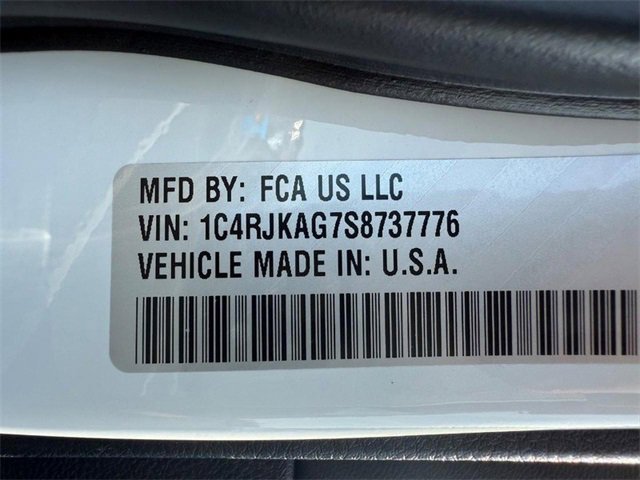 MFD BY: FCA US LLC
VIN: 1C4RJKAG7S8737776
VEHICLE MADE IN: U.S.A.